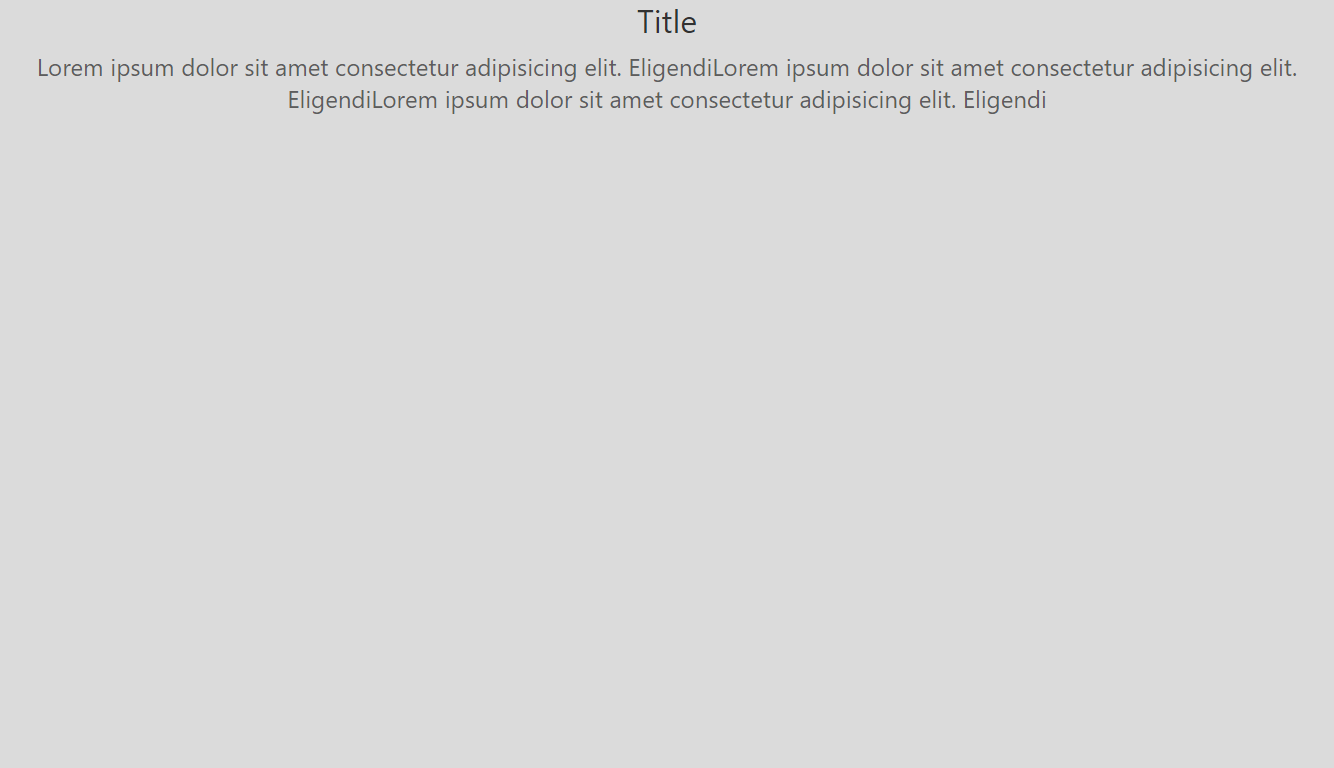 Title
Lorem ipsum dolor sit amet consectetur adipisicing elit. EligendiLorem ipsum dolor sit amet consectetur adipisicing elit.
EligendiLorem ipsum dolor sit amet consectetur adipisicing elit. Eligendi